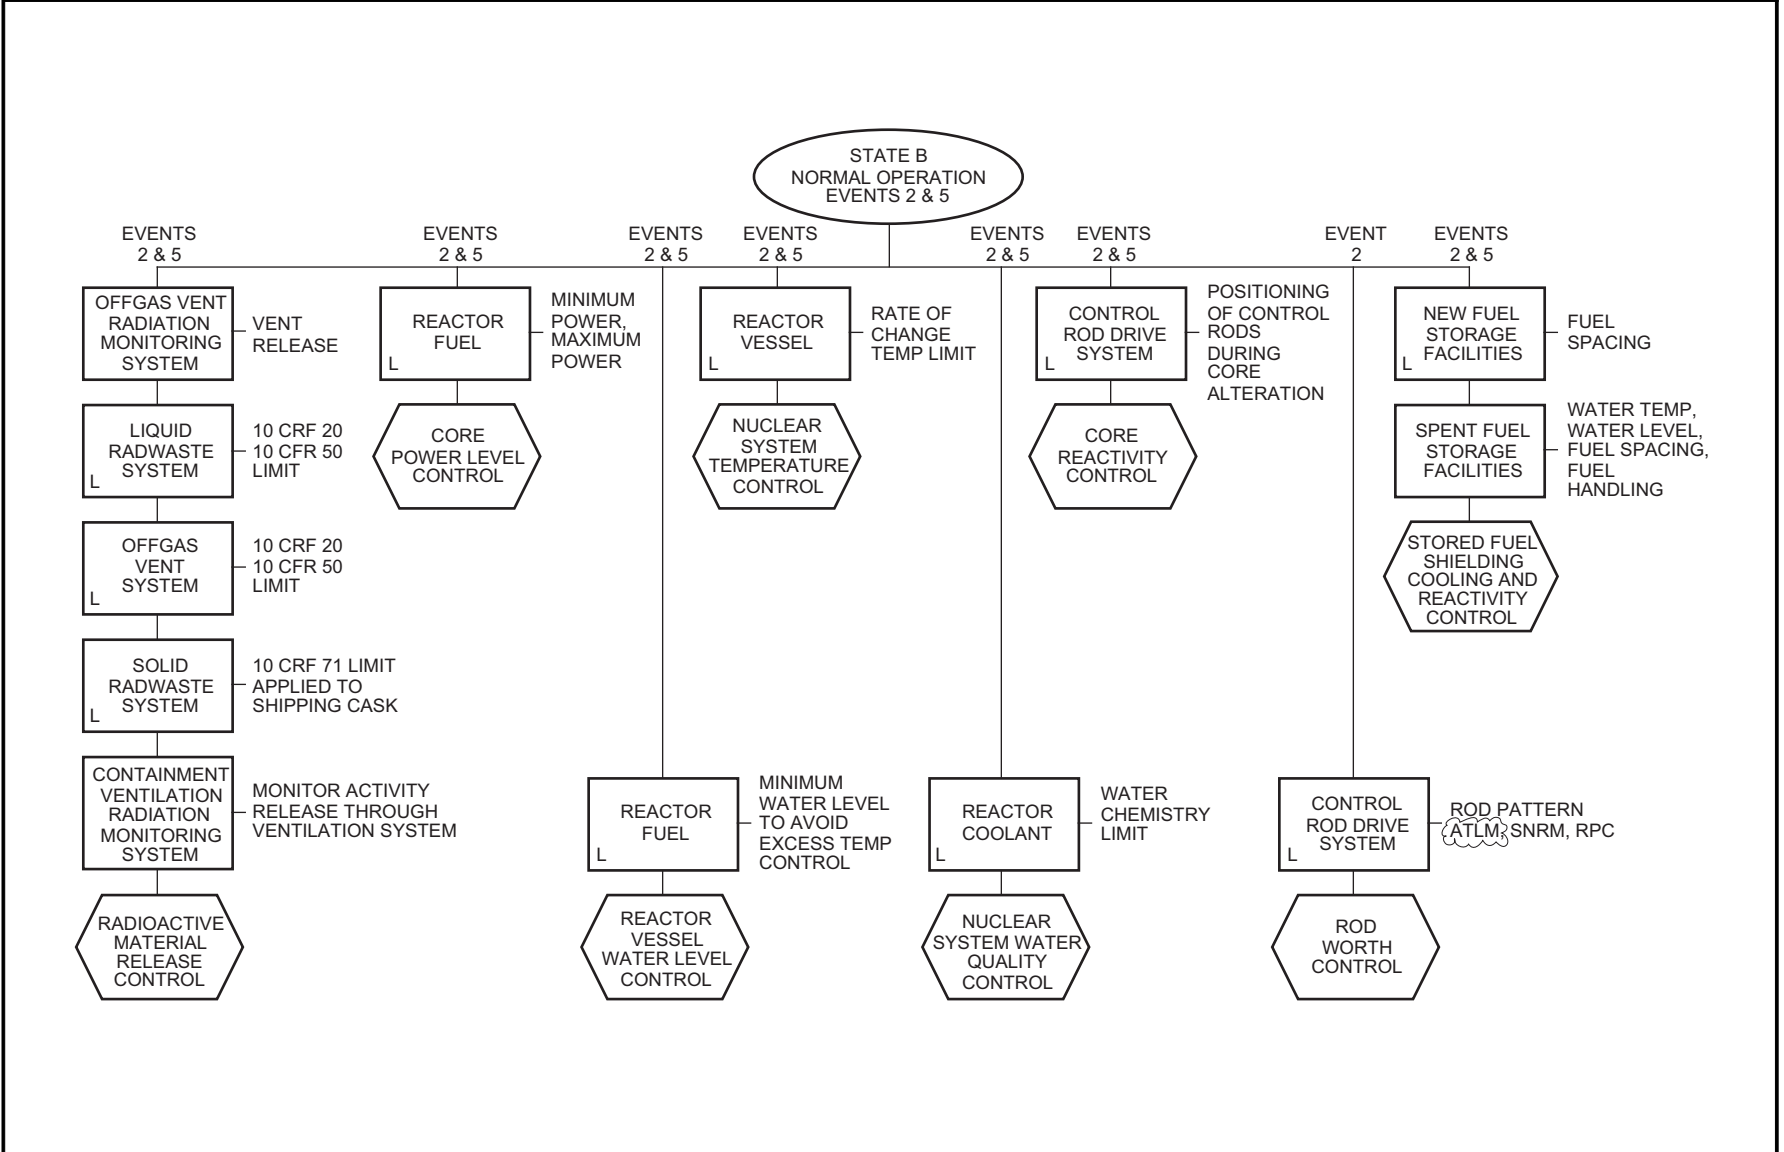 STATE B
NORMAL OPERATION
EVENTS 2 & 5
EVENTS
2 & 5
OFFGAS VENT
RADIATION
MONITORING
SYSTEM
VENT
RELEASE
LIQUID
RADWASTE
SYSTEM
L
10 CRF 20
10 CFR 50
LIMIT
OFFGAS
VENT
SYSTEM
L
10 CRF 20
10 CFR 50
LIMIT
SOLID
RADWASTE
SYSTEM
L
10 CRF 71 LIMIT
APPLIED TO
SHIPPING CASK
CONTAINMENT
VENTILATION
RADIATION
MONITORING
SYSTEM
MONITOR ACTIVITY
RELEASE THROUGH
VENTILATION SYSTEM
RADIOACTIVE
MATERIAL
RELEASE
CONTROL
EVENTS
2 & 5
REACTOR
FUEL
L
MINIMUM
POWER,
MAXIMUM
POWER
CORE
POWER LEVEL
CONTROL
EVENTS
2 & 5
REACTOR
FUEL
L
MINIMUM
WATER LEVEL
TO AVOID
EXCESS TEMP
CONTROL
REACTOR
VESSEL
WATER LEVEL
CONTROL
EVENTS
2 & 5
REACTOR
VESSEL
L
RATE OF
CHANGE
TEMP LIMIT
NUCLEAR
SYSTEM
TEMPERATURE
CONTROL
EVENTS
2 & 5
REACTOR
COOLANT
L
WATER
CHEMISTRY
LIMIT
NUCLEAR
SYSTEM WATER
QUALITY
CONTROL
EVENTS
2 & 5
CONTROL
ROD DRIVE
SYSTEM
L
POSITIONING
OF CONTROL
RODS
DURING
CORE
ALTERATION
CORE
REACTIVITY
CONTROL
EVENT
2
CONTROL
ROD DRIVE
SYSTEM
L
ROD PATTERN
ATLM, SNRM, RPC
ROD
WORTH
CONTROL
EVENTS
2 & 5
NEW FUEL
STORAGE
FACILITIES
L
FUEL
SPACING
SPENT FUEL
STORAGE
FACILITIES
WATER TEMP,
WATER LEVEL,
FUEL SPACING,
FUEL
HANDLING
STORED FUEL
SHIELDING
COOLING AND
REACTIVITY
CONTROL